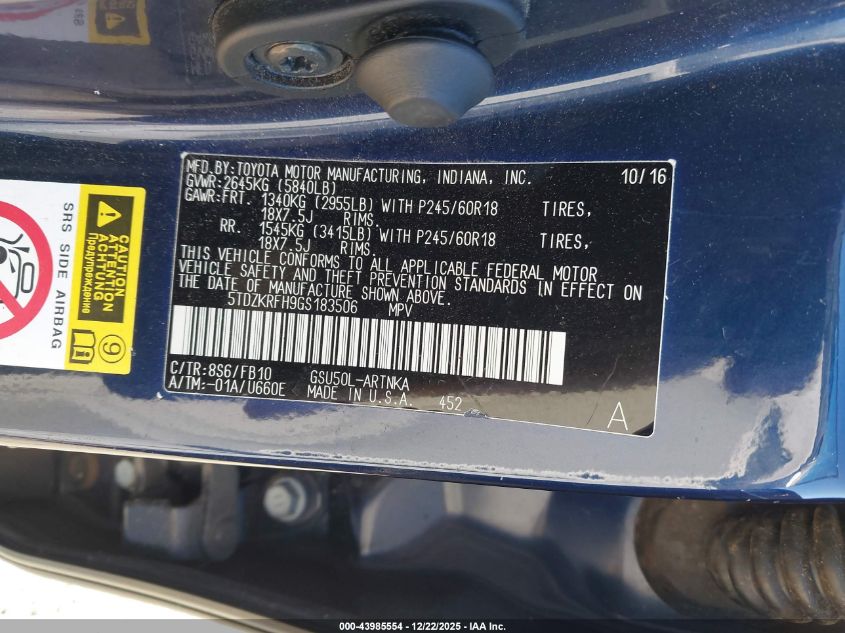 MFD.BY:TOYOTA MOTOR MANUFACTURING, INDIANA, INC. 10/16
GVWR:2645KG (5840LB)
GAWR:FRT. 1340KG (2955LB) WITH P245/60R18 TIRES,
18X7.5J RIMS.
RR. 1545KG (3415LB) WITH P245/60R18 TIRES,
18X7.5J RIMS.
THIS VEHICLE CONFORMS TO ALL APPLICABLE FEDERAL MOTOR
VEHICLE SAFETY AND THEFT PREVENTION STANDARDS IN EFFECT ON
THE DATE OF MANUFACTURE SHOWN ABOVE.
5TDZKRFH9GS183506 MPV
C/TR:8S6/FB10 GSU50L-ARTNKA
A/TM:-01A/U660E MADE IN U.S.A. 452
A
SRS SIDE AIRBAG
CAUTION
ATTENTION
ACHTUNG
Предупреждение
9
000-43985554 - 12/22/2025 - IAA Inc.